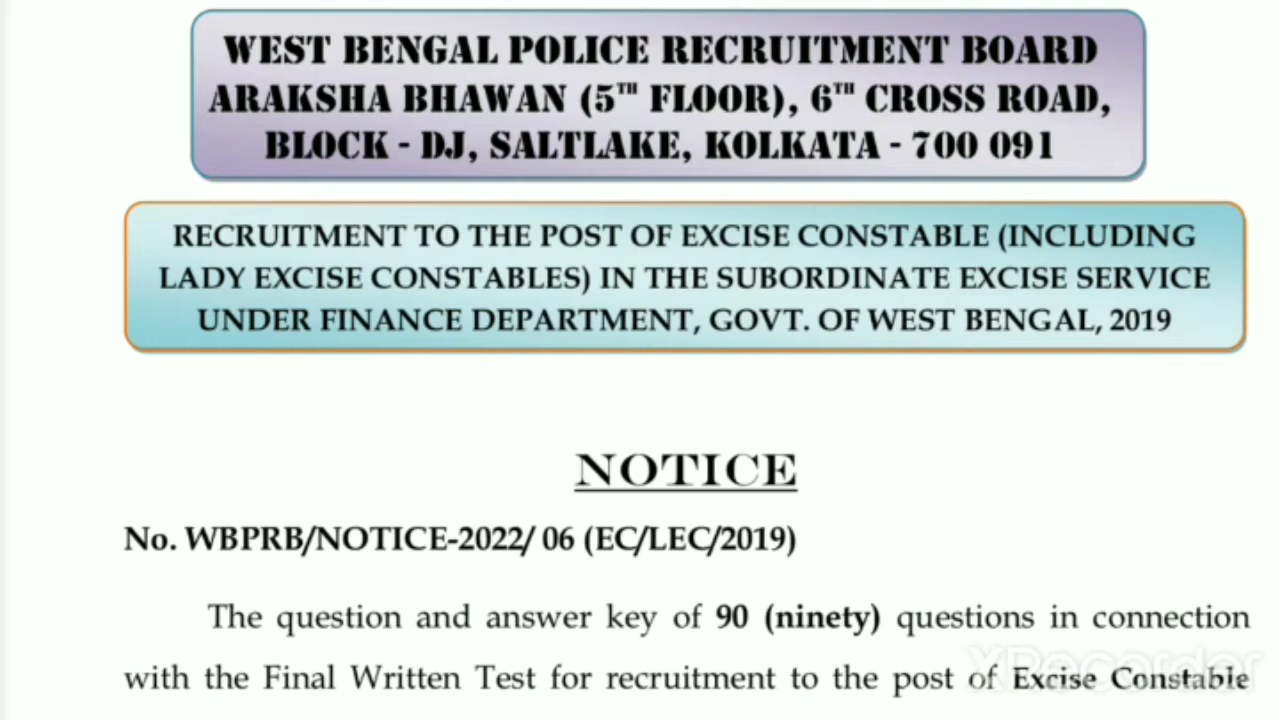 WEST BENGAL POLICE RECRUITMENT BOARD
ARAKSHA BHAWAN (5TH FLOOR), 6TH CROSS ROAD,
BLOCK - DJ, SALTLAKE, KOLKATA - 700 091
RECRUITMENT TO THE POST OF EXCISE CONSTABLE (INCLUDING
LADY EXCISE CONSTABLES) IN THE SUBORDINATE EXCISE SERVICE
UNDER FINANCE DEPARTMENT, GOVT. OF WEST BENGAL, 2019
NOTICE
No. WBPRB/NOTICE-2022/ 06 (EC/LEC/2019)
The question and answer key of 90 (ninety) questions in connection
with the Final Written Test for recruitment to the post of Excise Constable
XRecorder